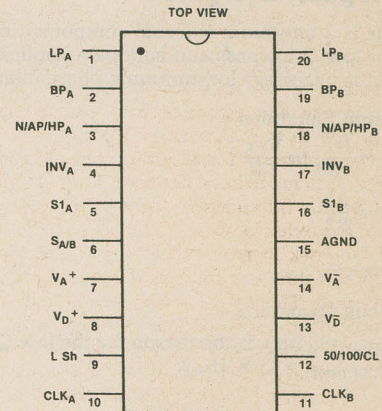 TOP VIEW
LPA 1 20 LPB
BPA 2 19 BPB
N/AP/HPA 3 18 N/AP/HPB
INVA 4 17 INVB
S1A 5 16 S1B
SA/B 6 15 AGND
VA+ 7 14 VA-
VD+ 8 13 VD-
L Sh 9 12 50/100/CL
CLKA 10 11 CLKB